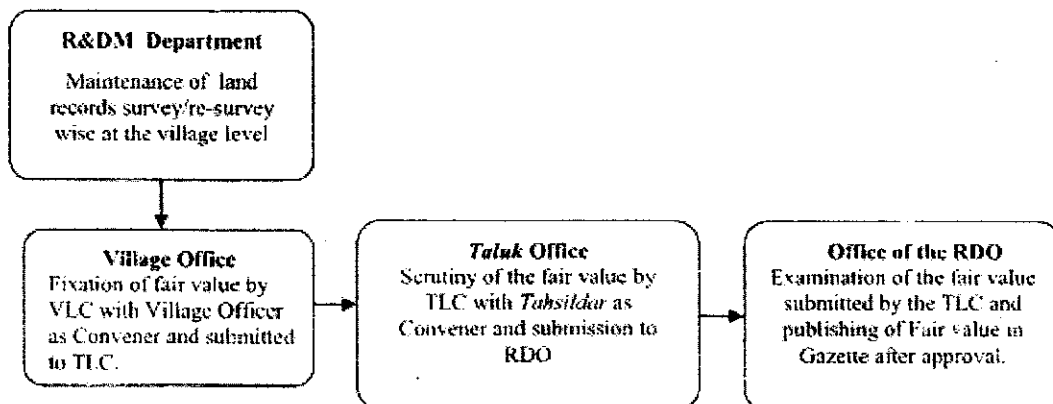 R&DM Department
Maintenance of land
records survey/re-survey
wise at the village level
Village Office
Fixation of fair value by
VLC with Village Officer
as Convener and submitted
to TLC.
Taluk Office
Scrutiny of the fair value by
TLC with Tahsildar as
Convener and submission to
RDO
Office of the RDO
Examination of the fair value
submitted by the TLC and
publishing of Fair value in
Gazette after approval.